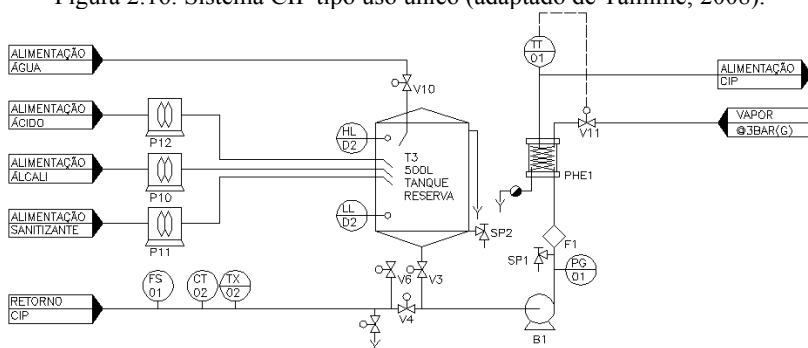 Figura 2.10: Sistema CIP tipo uso único (adaptado de Tamime, 2008).
TT
01
ALIMENTAÇÃO
ÁGUA
ALIMENTAÇÃO
CIP
V10
V11
VAPOR
@3BAR(G)
ALIMENTAÇÃO
ÁCIDO
P12
HL
D2
T3
500L
TANQUE
RESERVA
PHE1
ALIMENTAÇÃO
ÁLCALI
P10
ALIMENTAÇÃO
SANITIZANTE
P11
LL
D2
SP2
F1
SP1
PG
01
FS
01
CT
02
TX
02
V6
V3
RETORNO
CIP
V4
B1